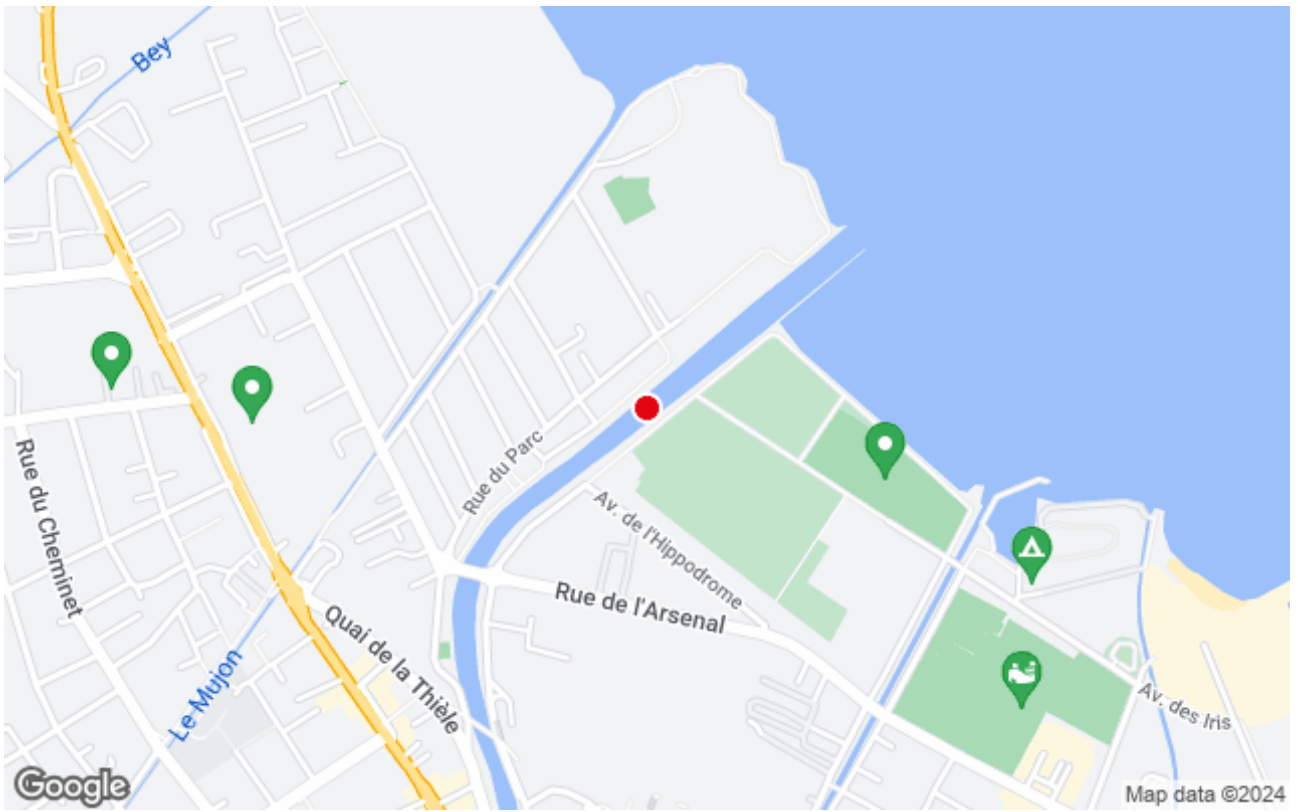 Bey
Rue du Parc
Rue du Cheminet
Av. de l'Hippodrome
Rue de l'Arsenal
Quai de la Thièle
Le Mujon
Av. des Iris
Google
Map data ©2024